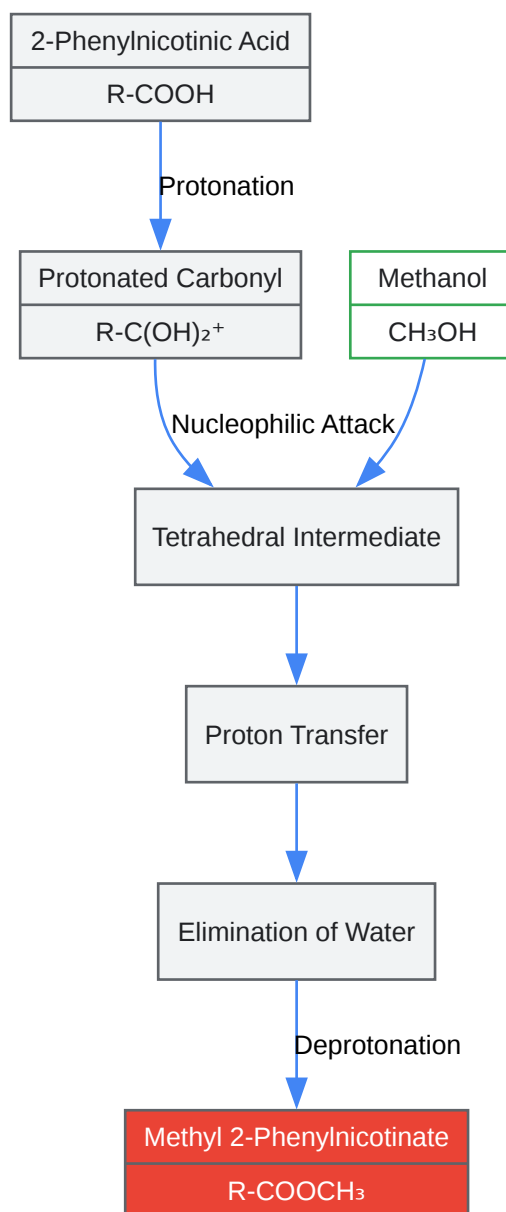 2-Phenylnicotinic Acid
R-COOH
Protonation
Protonated Carbonyl
R-C(OH)₂⁺
Methanol
CH₃OH
Nucleophilic Attack
Tetrahedral Intermediate
Proton Transfer
Elimination of Water
Deprotonation
Methyl 2-Phenylnicotinate
R-COOCH₃